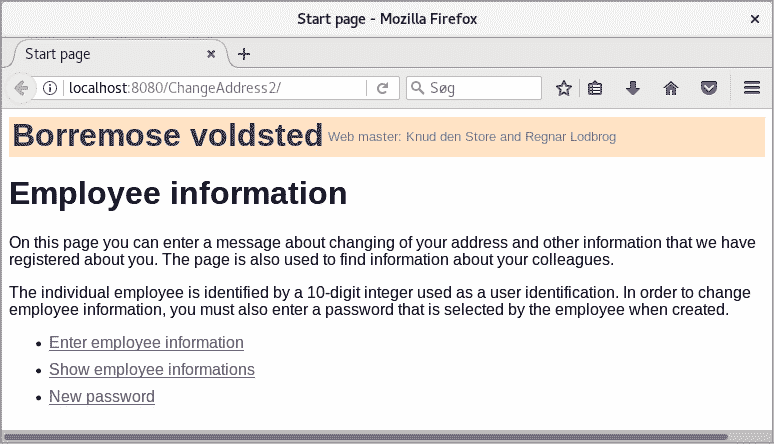 Start page - Mozilla Firefox
Start page
localhost:8080/ChangeAddress2/
Søg
Borremose voldsted Web master: Knud den Store and Regnar Lodbrog
Employee information
On this page you can enter a message about changing of your address and other information that we have
registered about you. The page is also used to find information about your colleagues.
The individual employee is identified by a 10-digit integer used as a user identification. In order to change
employee information, you must also enter a password that is selected by the employee when created.
• Enter employee information
• Show employee informations
• New password